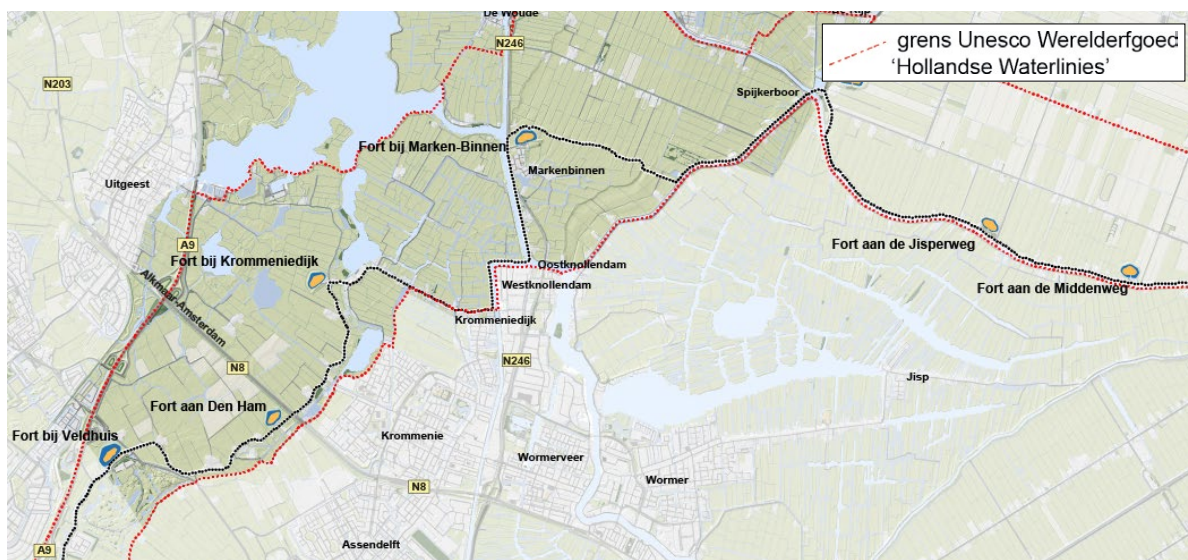 De Woude
N246
grens Unesco Werelderfgoed
'Hollandse Waterlinies'
N203
Spijkerboor
Fort bij Marken-Binnen
Markenbinnen
Uitgeest
A9
Fort aan de Jisperweg
Fort bij Krommeniedijk
Oostknollendam
Westknollendam
Fort aan de Middenweg
Alkmaar-Amsterdam
Krommeniedijk
N246
N8
Jisp
Fort aan Den Ham
Fort bij Veldhuis
Krommenie
Wormerveer
Wormer
N8
Assendelft
A9